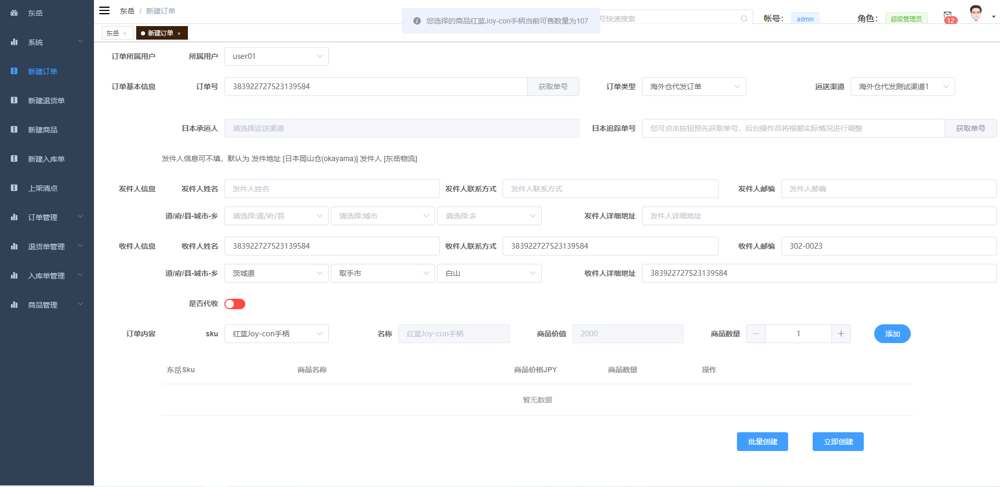 东岳
系统
新建订单
新建退货单
新建商品
新建入库单
上架清点
订单管理
退货单管理
入库单管理
商品管理
东岳 / 新建订单
您选择的商品红蓝Joy-con手柄当前可售数量为107
号快速搜索
帐号： admin
角色： 超级管理员
12
东岳 ×
新建订单 ×
订单所属用户 所属用户 user01
订单基本信息 订单号 383922727523139584 获取单号 订单类型 海外仓代发订单 运送渠道 海外仓代发测试渠道1
日本承运人 请选择运送渠道 日本追踪单号 您可点击按钮预先获取单号，后台操作员将根据实际情况进行调整 获取单号
发件人信息可不填，默认为 发件地址 [日本岡山仓(okayama)] 发件人 [东岳物流]
发件人信息 发件人姓名 发件人姓名 发件人联系方式 发件人联系方式 发件人邮编 发件人邮编
道/府/县-城市-乡 请选择:道/府/县 请选择:城市 请选择:乡 发件人详细地址 发件人详细地址
收件人信息 收件人姓名 383922727523139584 收件人联系方式 383922727523139584 收件人邮编 302-0023
道/府/县-城市-乡 茨城県 取手市 白山 收件人详细地址 383922727523139584
是否代收
订单内容 sku 红蓝Joy-con手柄 名称 红蓝Joy-con手柄 商品价值 2000 商品数量 − 1 + 添加
东岳Sku 商品名称 商品价格JPY 商品数量 操作
暂无数据
批量创建 立即创建